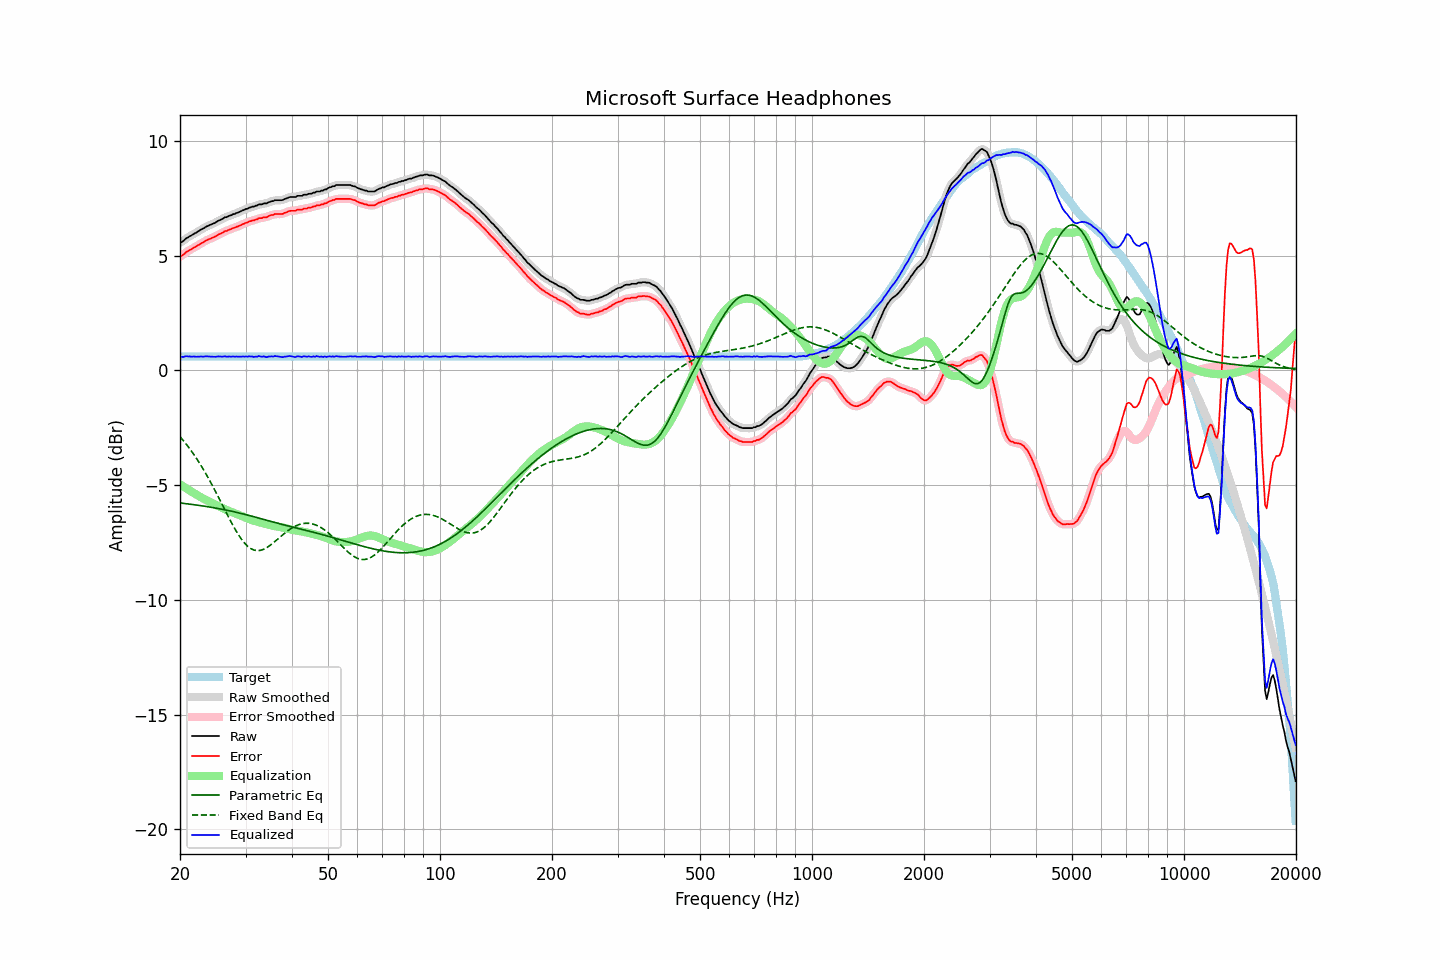 Microsoft Surface Headphones
10
5
0
−5
−10
−15
−20
Amplitude (dBr)
Target
Raw Smoothed
Error Smoothed
Raw
Error
Equalization
Parametric Eq
Fixed Band Eq
Equalized
20 50 100 200 500 1000 2000 5000 10000 20000
Frequency (Hz)